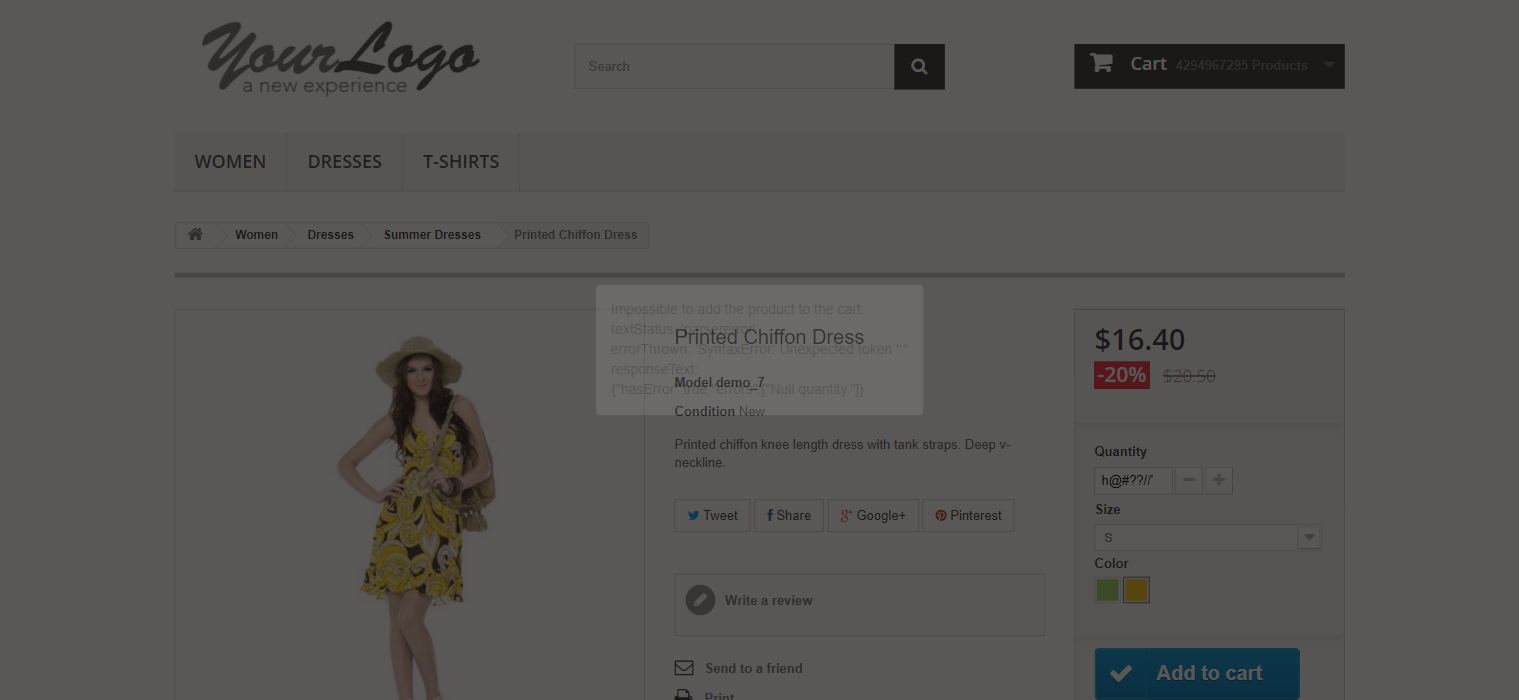 YourLogo
a new experience
Search
Cart 4294967295 Products
WOMEN
DRESSES
T-SHIRTS
Women
Dresses
Summer Dresses
Printed Chiffon Dress
Impossible to add the product to the cart.
textStatus: 'parsererror'
errorThrown: 'SyntaxError: Unexpected token ':''
responseText:
{"hasError":true,"errors":["Null quantity."]}
Printed Chiffon Dress
Model demo_7
Condition New
Printed chiffon knee length dress with tank straps. Deep v-
neckline.
Tweet
Share
Google+
Pinterest
Write a review
Send to a friend
Print
$16.40
-20% $20.50
Quantity
h@#??//'
Size
S
Color
Add to cart